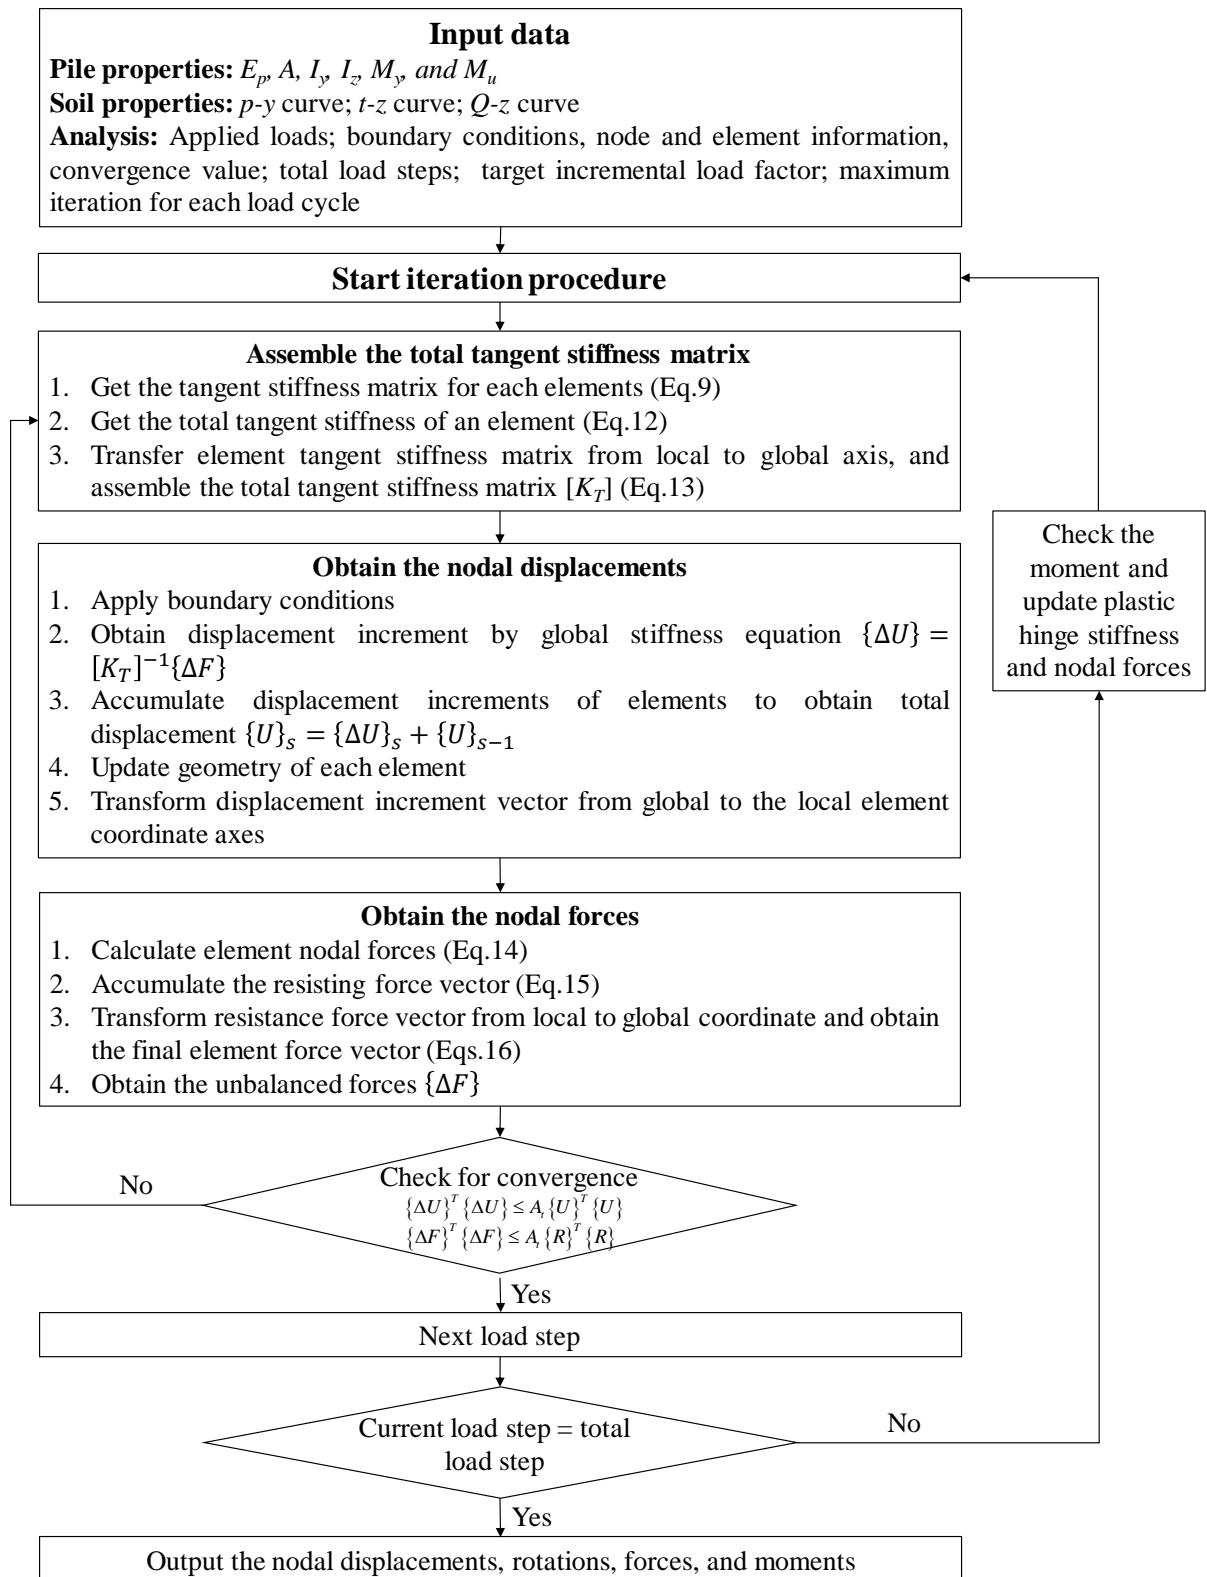 Input data
Pile properties: E_p, A, I_y, I_z, M_y, and M_u
Soil properties: p-y curve; t-z curve; Q-z curve
Analysis: Applied loads; boundary conditions, node and element information,
convergence value; total load steps; target incremental load factor; maximum
iteration for each load cycle
Start iteration procedure
Assemble the total tangent stiffness matrix
1. Get the tangent stiffness matrix for each elements (Eq.9)
2. Get the total tangent stiffness of an element (Eq.12)
3. Transfer element tangent stiffness matrix from local to global axis, and
assemble the total tangent stiffness matrix [K_T] (Eq.13)
Check the
moment and
update plastic
hinge stiffness
and nodal forces
Obtain the nodal displacements
1. Apply boundary conditions
2. Obtain displacement increment by global stiffness equation {ΔU} =
[K_T]^{-1}{ΔF}
3. Accumulate displacement increments of elements to obtain total
displacement {U}_s = {ΔU}_s + {U}_{s-1}
4. Update geometry of each element
5. Transform displacement increment vector from global to the local element
coordinate axes
Obtain the nodal forces
1. Calculate element nodal forces (Eq.14)
2. Accumulate the resisting force vector (Eq.15)
3. Transform resistance force vector from local to global coordinate and obtain
the final element force vector (Eqs.16)
4. Obtain the unbalanced forces {ΔF}
No
Check for convergence
{ΔU}^T {ΔU} ≤ A_t {U}^T {U}
{ΔF}^T {ΔF} ≤ A_t {R}^T {R}
Yes
Next load step
Current load step = total
load step
No
Yes
Output the nodal displacements, rotations, forces, and moments